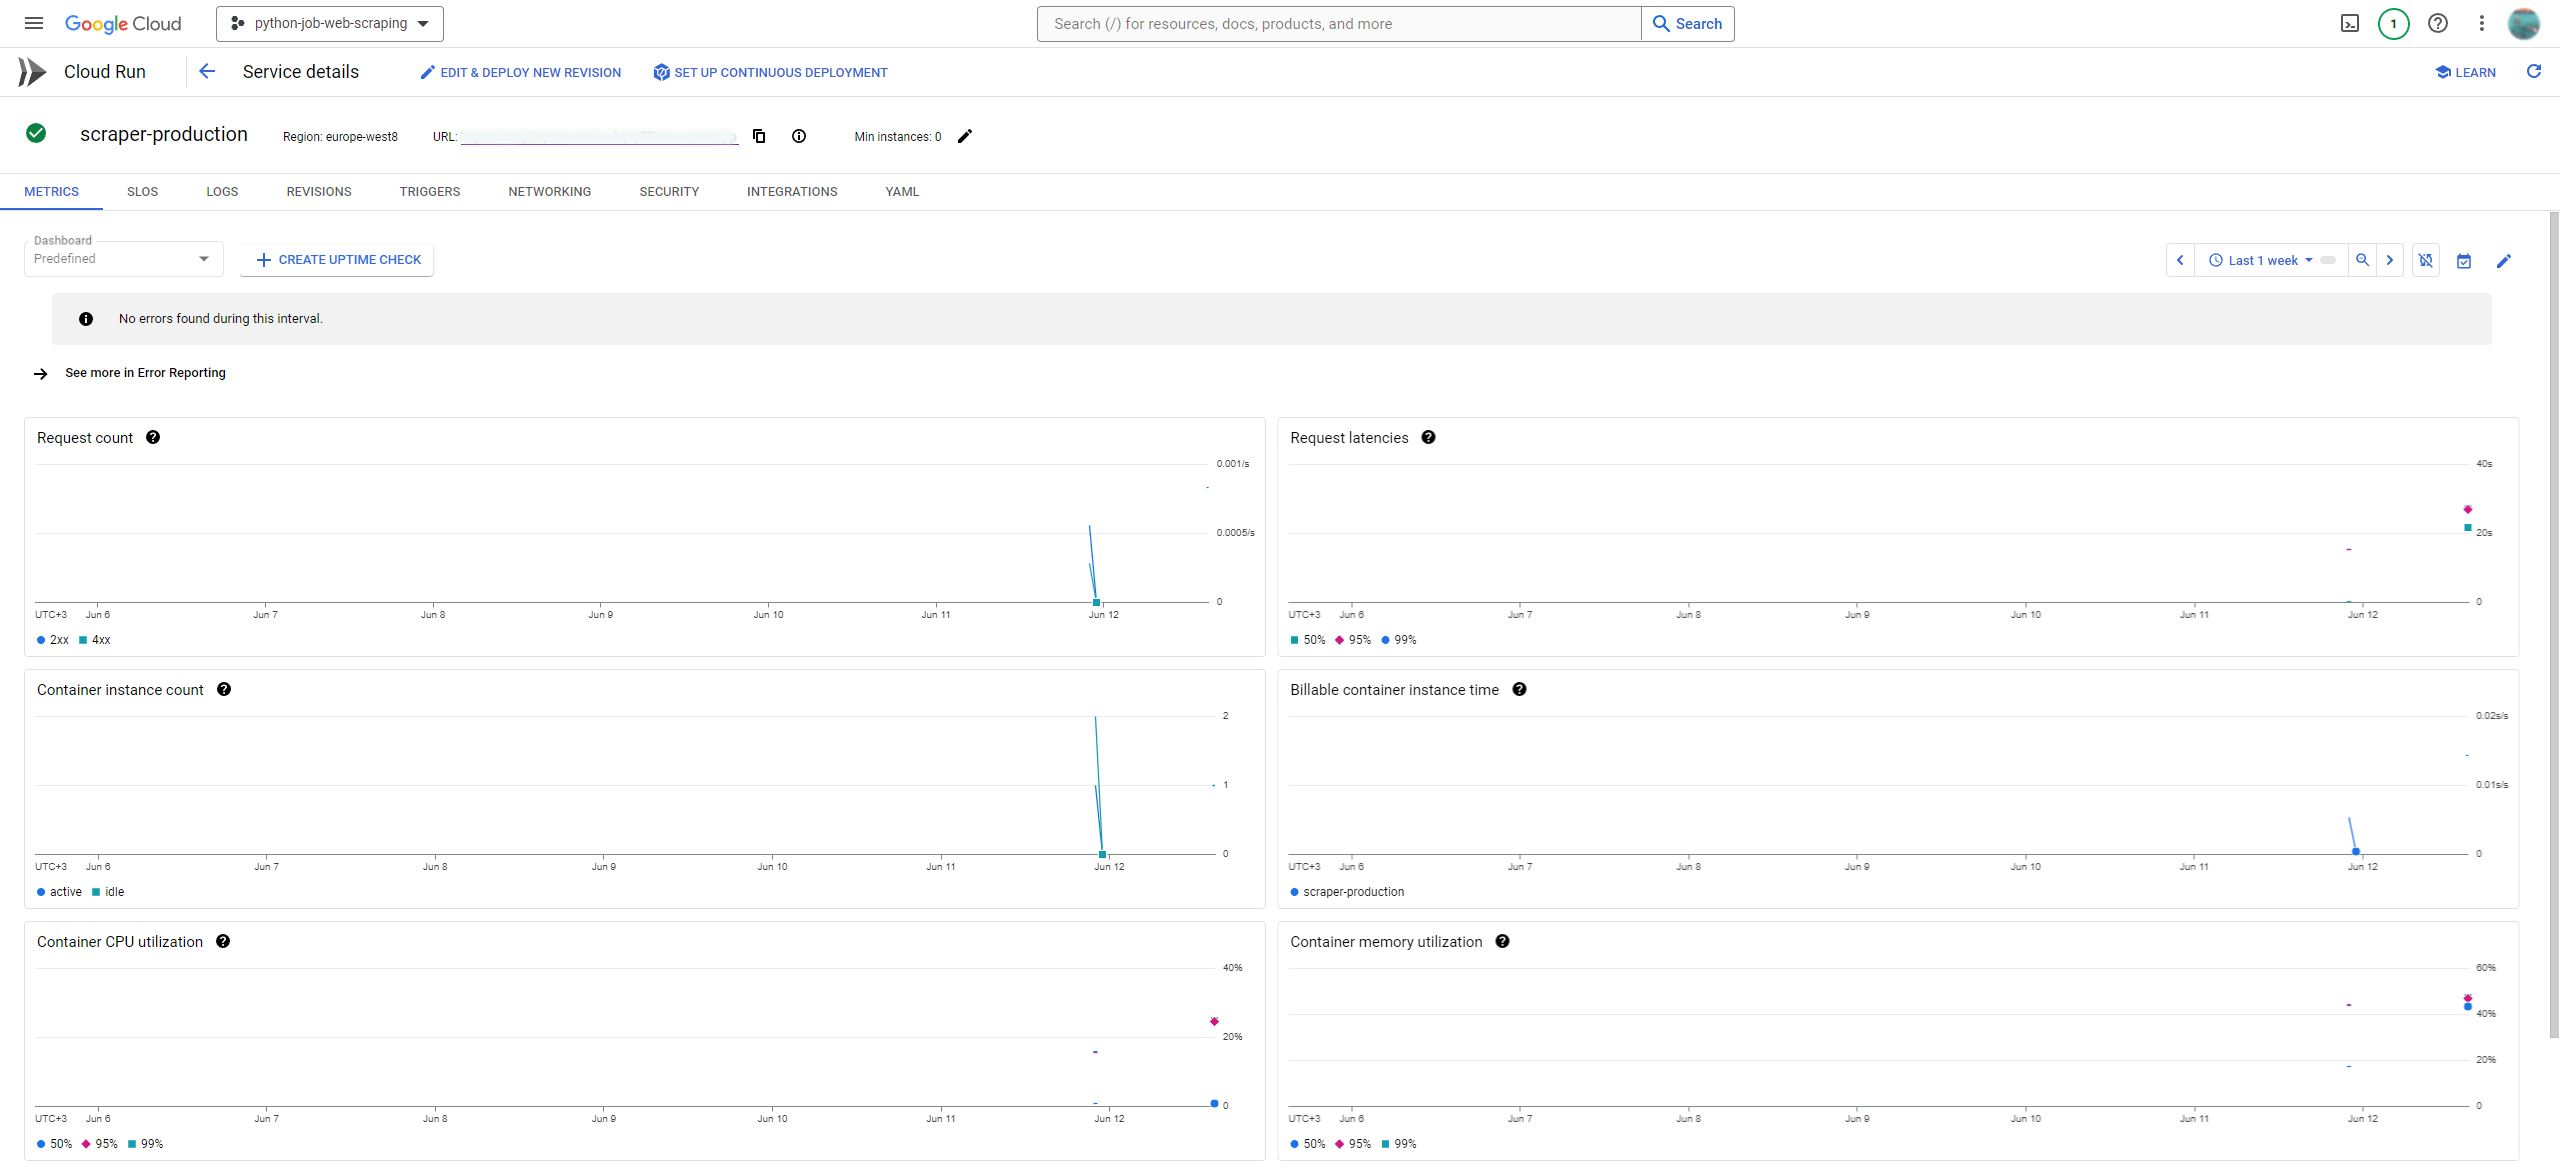 Google Cloud python-job-web-scraping Search (/) for resources, docs, products, and more Search 1
Cloud Run Service details EDIT & DEPLOY NEW REVISION SET UP CONTINUOUS DEPLOYMENT LEARN
scraper-production Region: europe-west8 URL: Min instances: 0
METRICS SLOS LOGS REVISIONS TRIGGERS NETWORKING SECURITY INTEGRATIONS YAML
Dashboard
Predefined CREATE UPTIME CHECK Last 1 week
No errors found during this interval.
See more in Error Reporting
Request count
0.001/s
0.0005/s
0
UTC+3 Jun 6 Jun 7 Jun 8 Jun 9 Jun 10 Jun 11 Jun 12
2xx 4xx
Request latencies
40s
20s
0
UTC+3 Jun 6 Jun 7 Jun 8 Jun 9 Jun 10 Jun 11 Jun 12
50% 95% 99%
Container instance count
2
1
0
UTC+3 Jun 6 Jun 7 Jun 8 Jun 9 Jun 10 Jun 11 Jun 12
active idle
Billable container instance time
0.02s/s
0.01s/s
0
UTC+3 Jun 6 Jun 7 Jun 8 Jun 9 Jun 10 Jun 11 Jun 12
scraper-production
Container CPU utilization
40%
20%
0
UTC+3 Jun 6 Jun 7 Jun 8 Jun 9 Jun 10 Jun 11 Jun 12
50% 95% 99%
Container memory utilization
60%
40%
20%
0
UTC+3 Jun 6 Jun 7 Jun 8 Jun 9 Jun 10 Jun 11 Jun 12
50% 95% 99%